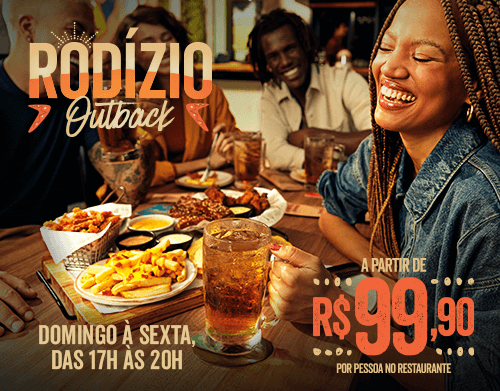 RODÍZIO
Outback
DOMINGO À SEXTA,
DAS 17H ÀS 20H
A PARTIR DE
R$99,90
POR PESSOA NO RESTAURANTE